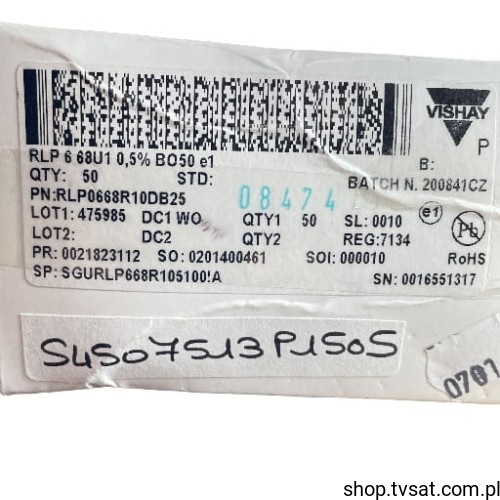 VISHAY
P
RLP 6 68U1 0,5% BO50 e1
B:
QTY: 50 STD:
BATCH N. 200841CZ
PN:RLP0668R10DB25
08474
LOT1: 475985 DC1 WO QTY1 50 SL: 0010 e1 Pb
LOT2: DC2 QTY2 REG:7134
RoHS
PR: 0021823112 SO: 0201400461 SOI: 000010
SP: SGURLP668R105100!A SN: 0016551317
S4507513P1505
0701
shop.tvsat.com.pl